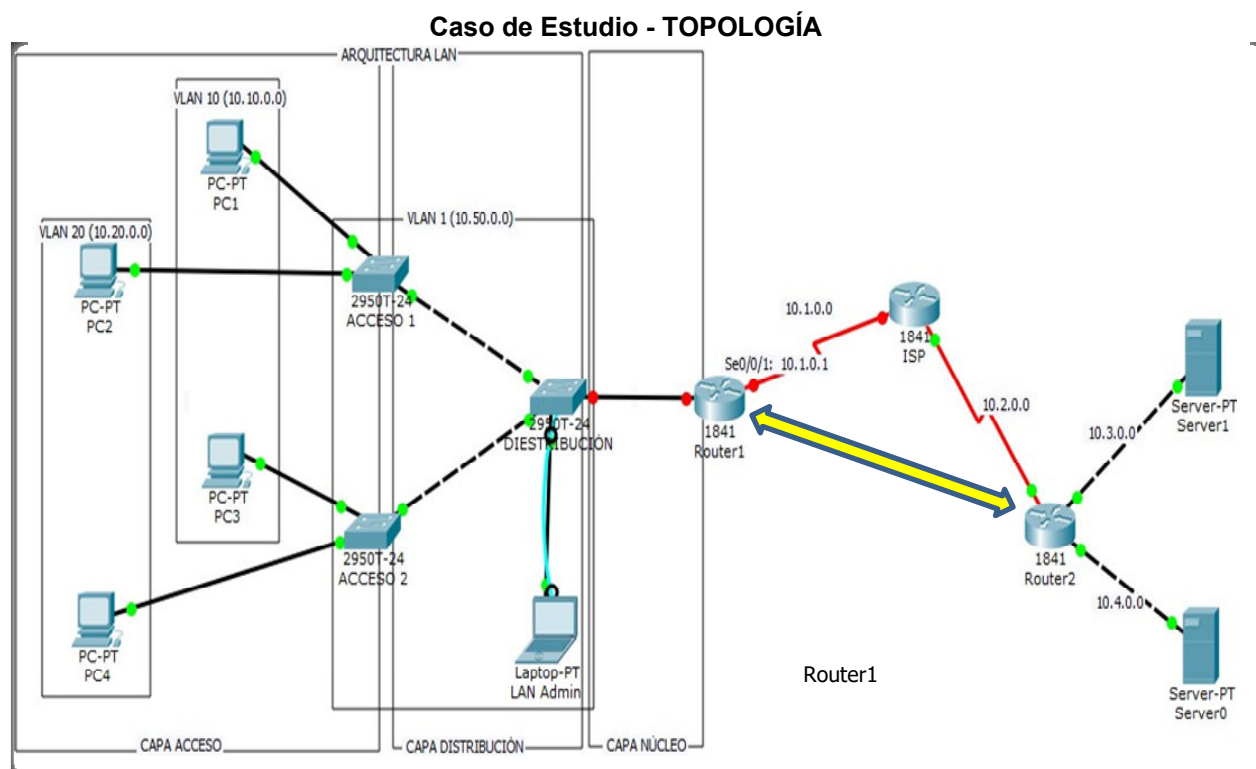 Caso de Estudio - TOPOLOGÍA
ARQUITECTURA LAN
VLAN 10 (10.10.0.0)
PC-PT
PC1
VLAN 20 (10.20.0.0)
PC-PT
PC2
VLAN 1 (10.50.0.0)
2950T-24
ACCESO 1
2950T-24
DIESTRIBUCIÓN
PC-PT
PC3
2950T-24
ACCESO 2
PC-PT
PC4
Laptop-PT
LAN Admin
CAPA ACCESO
CAPA DISTRIBUCIÓN
CAPA NÚCLEO
10.1.0.0
Se0/0/1: 10.1.0.1
1841
Router1
1841
ISP
10.2.0.0
10.3.0.0
Server-PT
Server1
1841
Router2
10.4.0.0
Server-PT
Server0
Router1